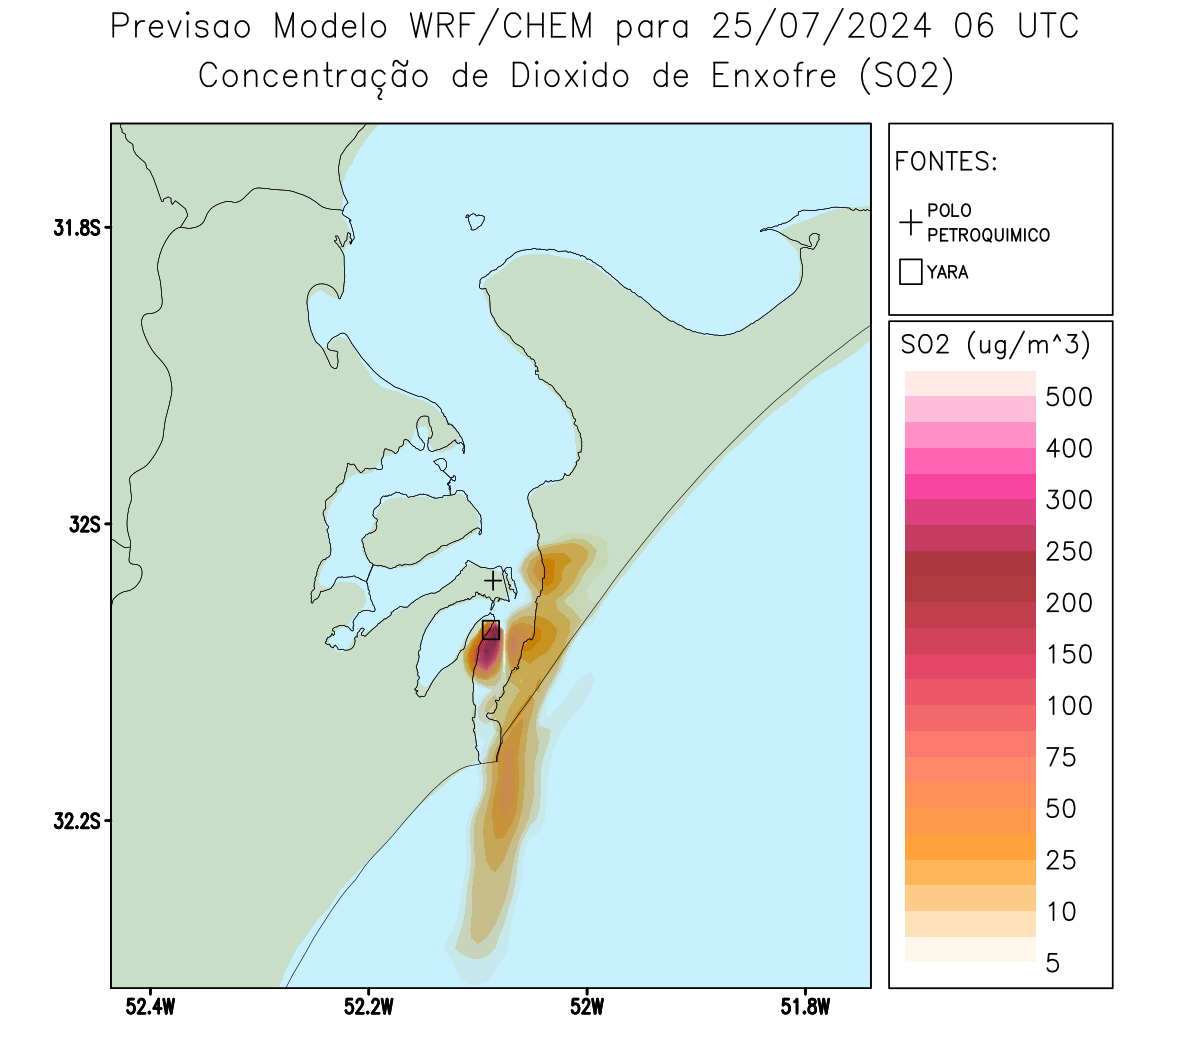 Previsao Modelo WRF/CHEM para 25/07/2024 06 UTC
Concentração de Dioxido de Enxofre (SO2)
FONTES:
POLO
PETROQUIMICO
YARA
SO2 (ug/m^3)
500
400
300
250
200
150
100
75
50
25
10
5
31.8S
32S
32.2S
52.4W
52.2W
52W
51.8W